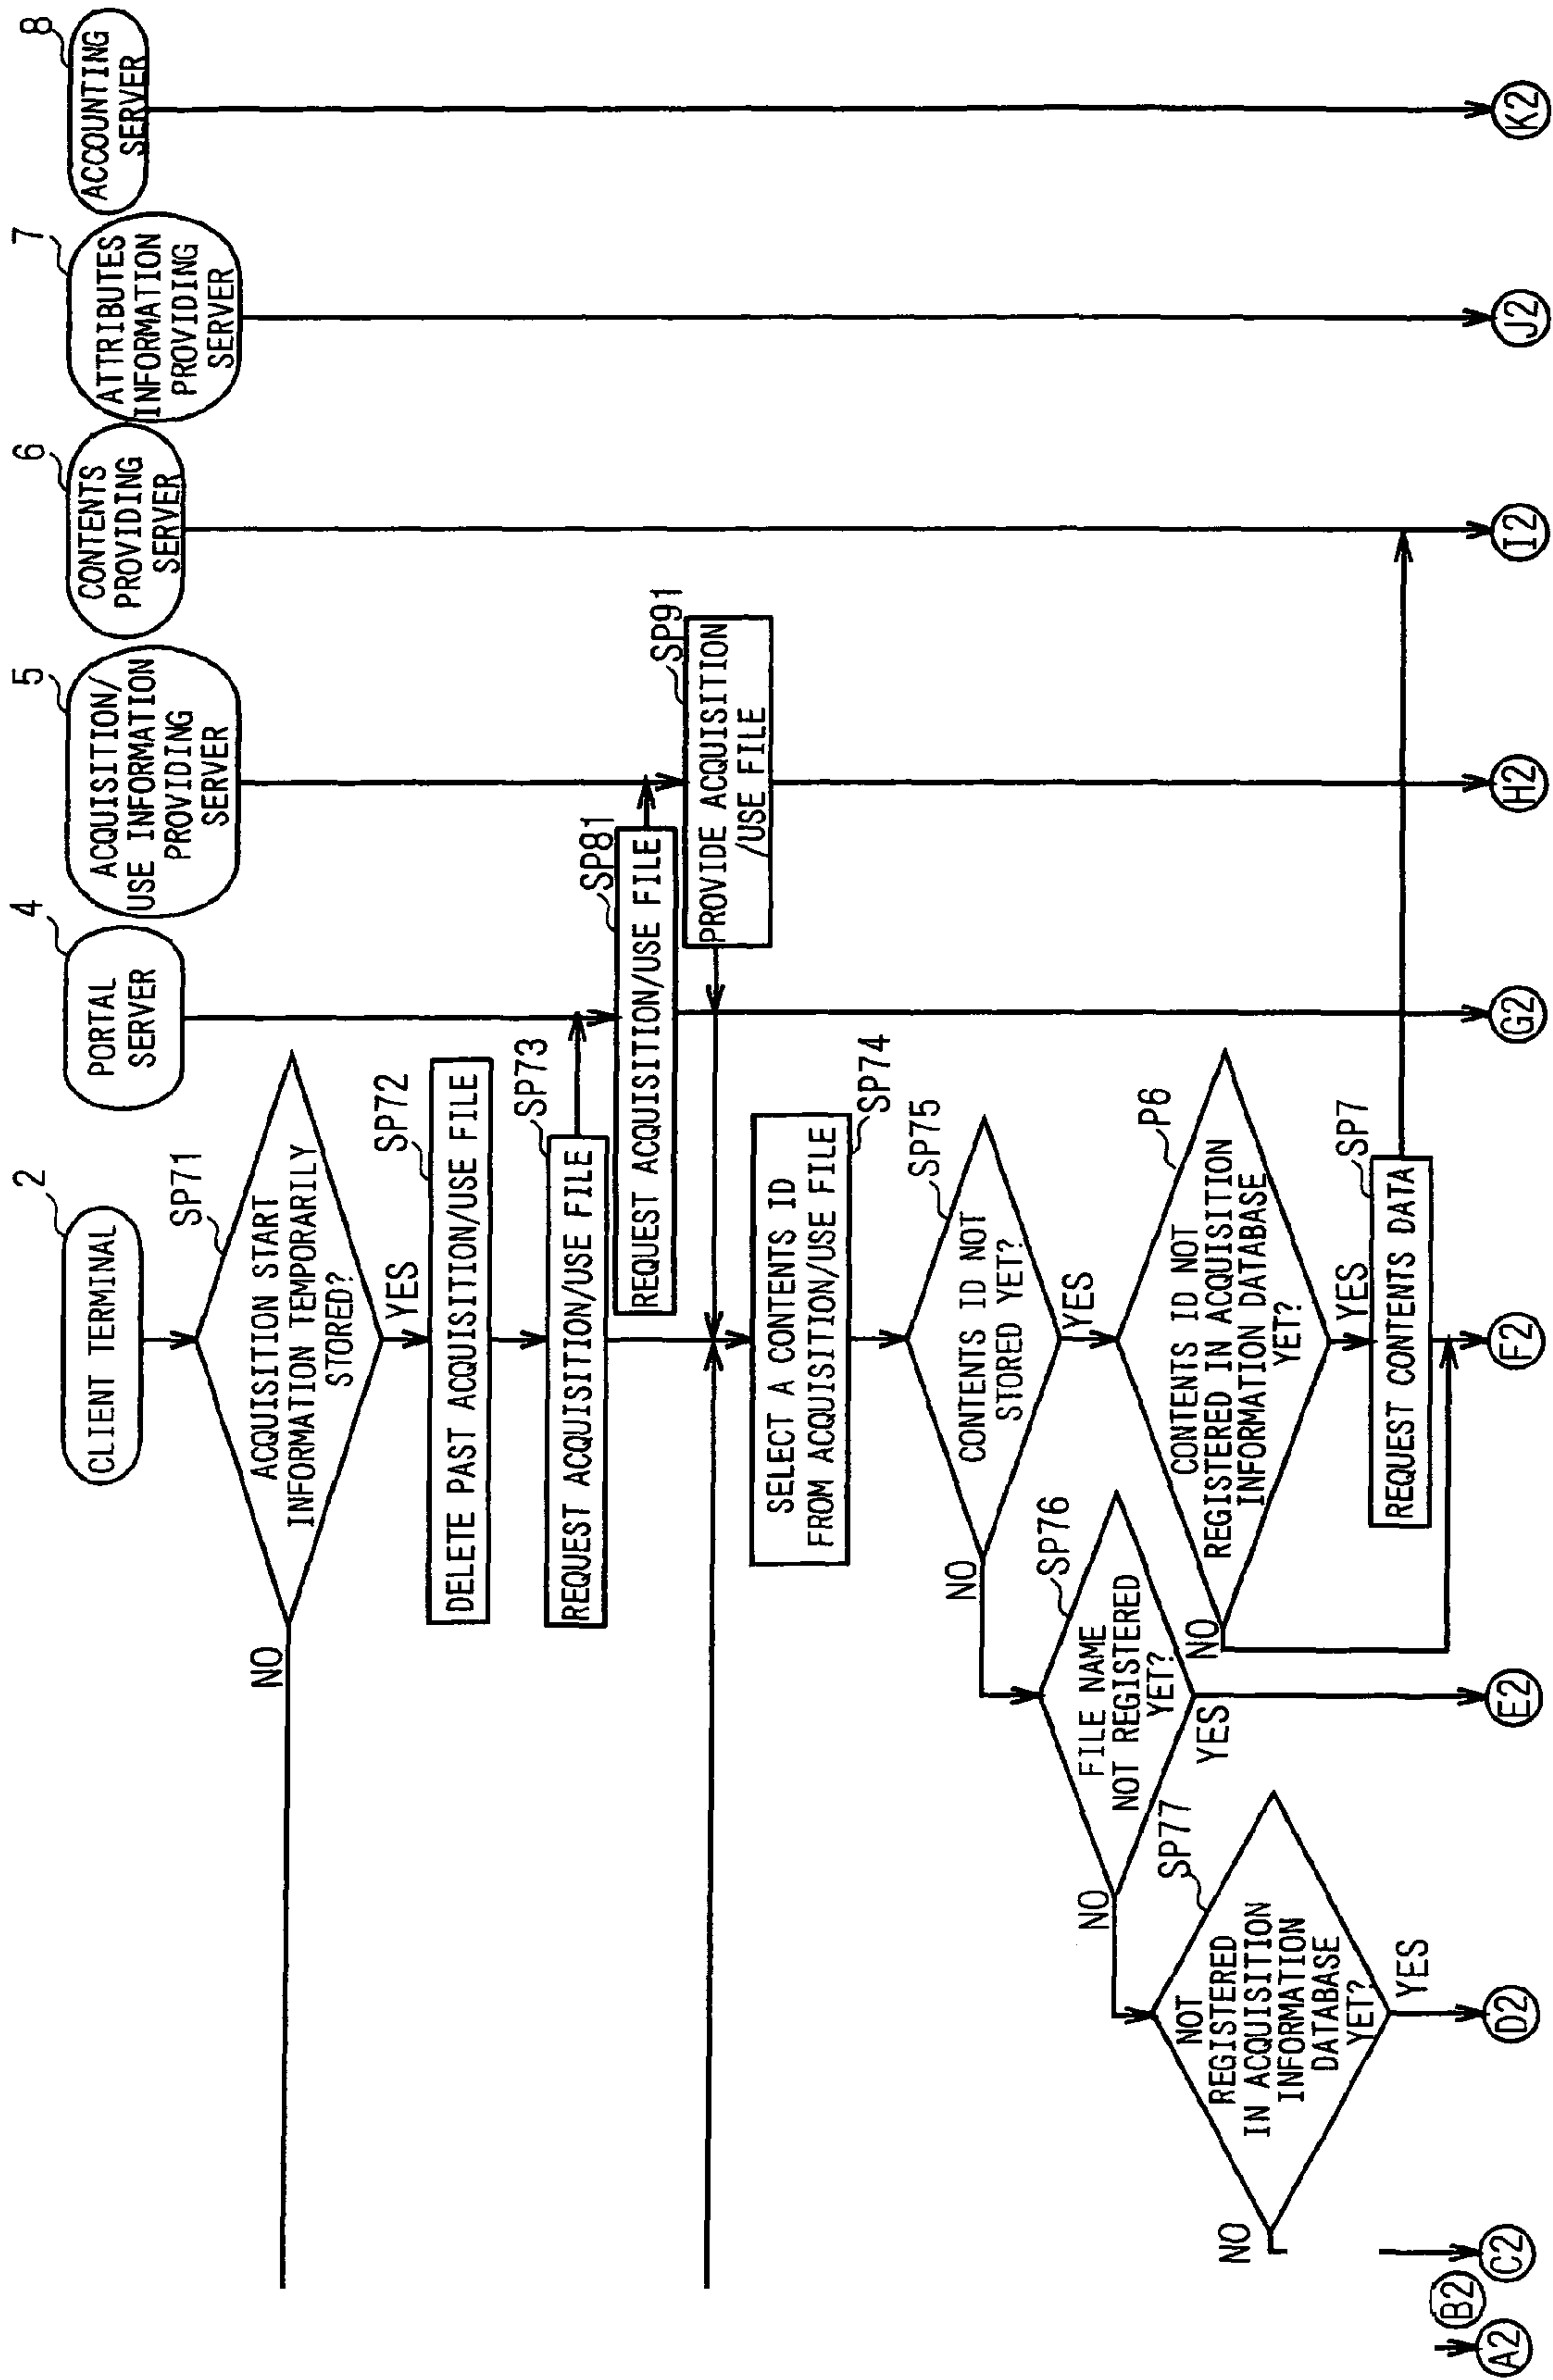 2
CLIENT TERMINAL
4
PORTAL
SERVER
5
ACQUISITION/
USE INFORMATION
PROVIDING
SERVER
6
CONTENTS
PROVIDING
SERVER
7
ATTRIBUTES
INFORMATION
PROVIDING
SERVER
8
ACCOUNTING
SERVER
SP71
ACQUISITION START
INFORMATION TEMPORARILY
STORED?
NO
YES
SP72
DELETE PAST ACQUISITION/USE FILE
SP73
REQUEST ACQUISITION/USE FILE
SP81
REQUEST ACQUISITION/USE FILE
SP91
PROVIDE ACQUISITION
/USE FILE
SP74
SELECT A CONTENTS ID
FROM ACQUISITION/USE FILE
SP75
CONTENTS ID NOT
STORED YET?
NO
YES
SP76
FILE NAME
NOT REGISTERED
YET?
NO
YES
P6
CONTENTS ID NOT
REGISTERED IN ACQUISITION
INFORMATION DATABASE
YET?
NO
YES
SP77
NOT
REGISTERED
IN ACQUISITION
INFORMATION
DATABASE
YET?
NO
YES
SP7
REQUEST CONTENTS DATA
A2
B2
C2
D2
E2
F2
G2
H2
I2
J2
K2